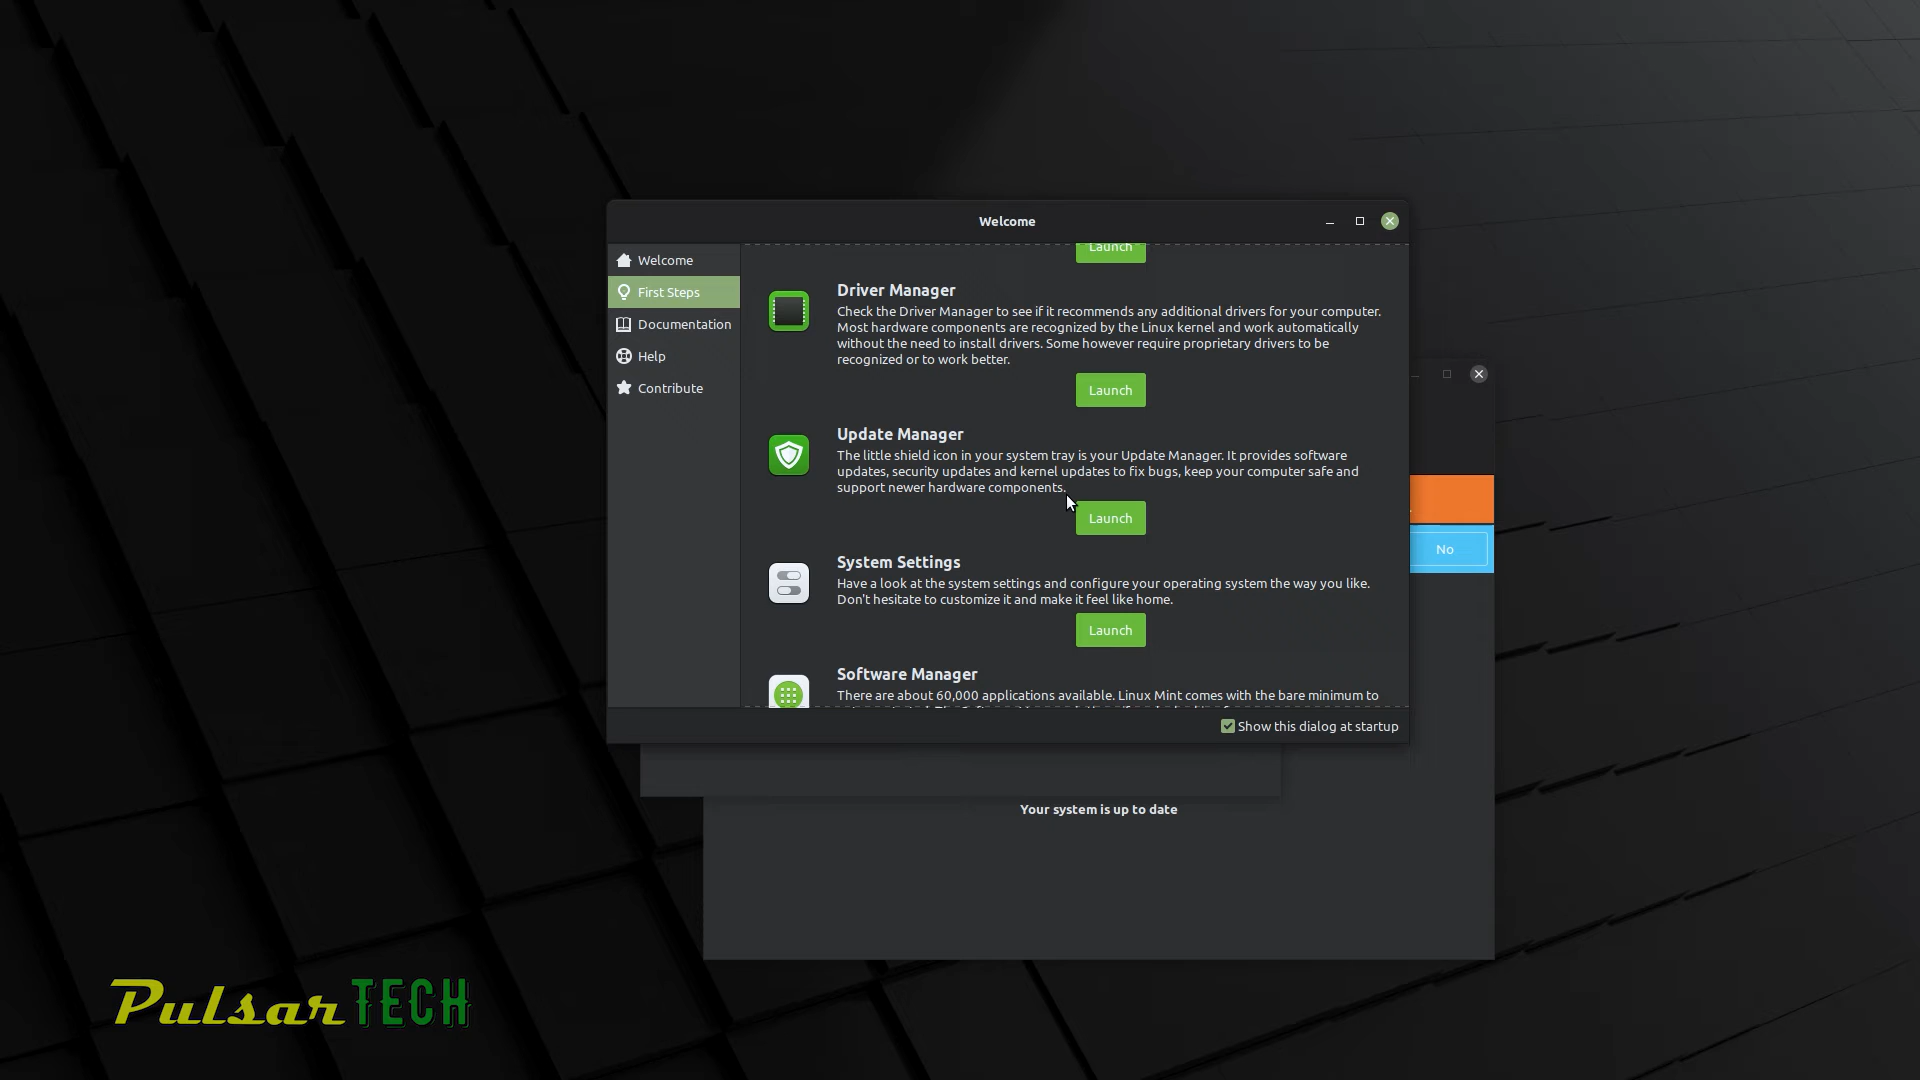 Welcome
Welcome
First Steps
Documentation
Help
Contribute
Launch
Driver Manager
Check the Driver Manager to see if it recommends any additional drivers for your computer.
Most hardware components are recognized by the Linux kernel and work automatically
without the need to install drivers. Some however require proprietary drivers to be
recognized or to work better.
Launch
Update Manager
The little shield icon in your system tray is your Update Manager. It provides software
updates, security updates and kernel updates to fix bugs, keep your computer safe and
support newer hardware components.
Launch
System Settings
Have a look at the system settings and configure your operating system the way you like.
Don't hesitate to customize it and make it feel like home.
Launch
Software Manager
There are about 60,000 applications available. Linux Mint comes with the bare minimum to
Show this dialog at startup
No
Your system is up to date
PulsarTECH